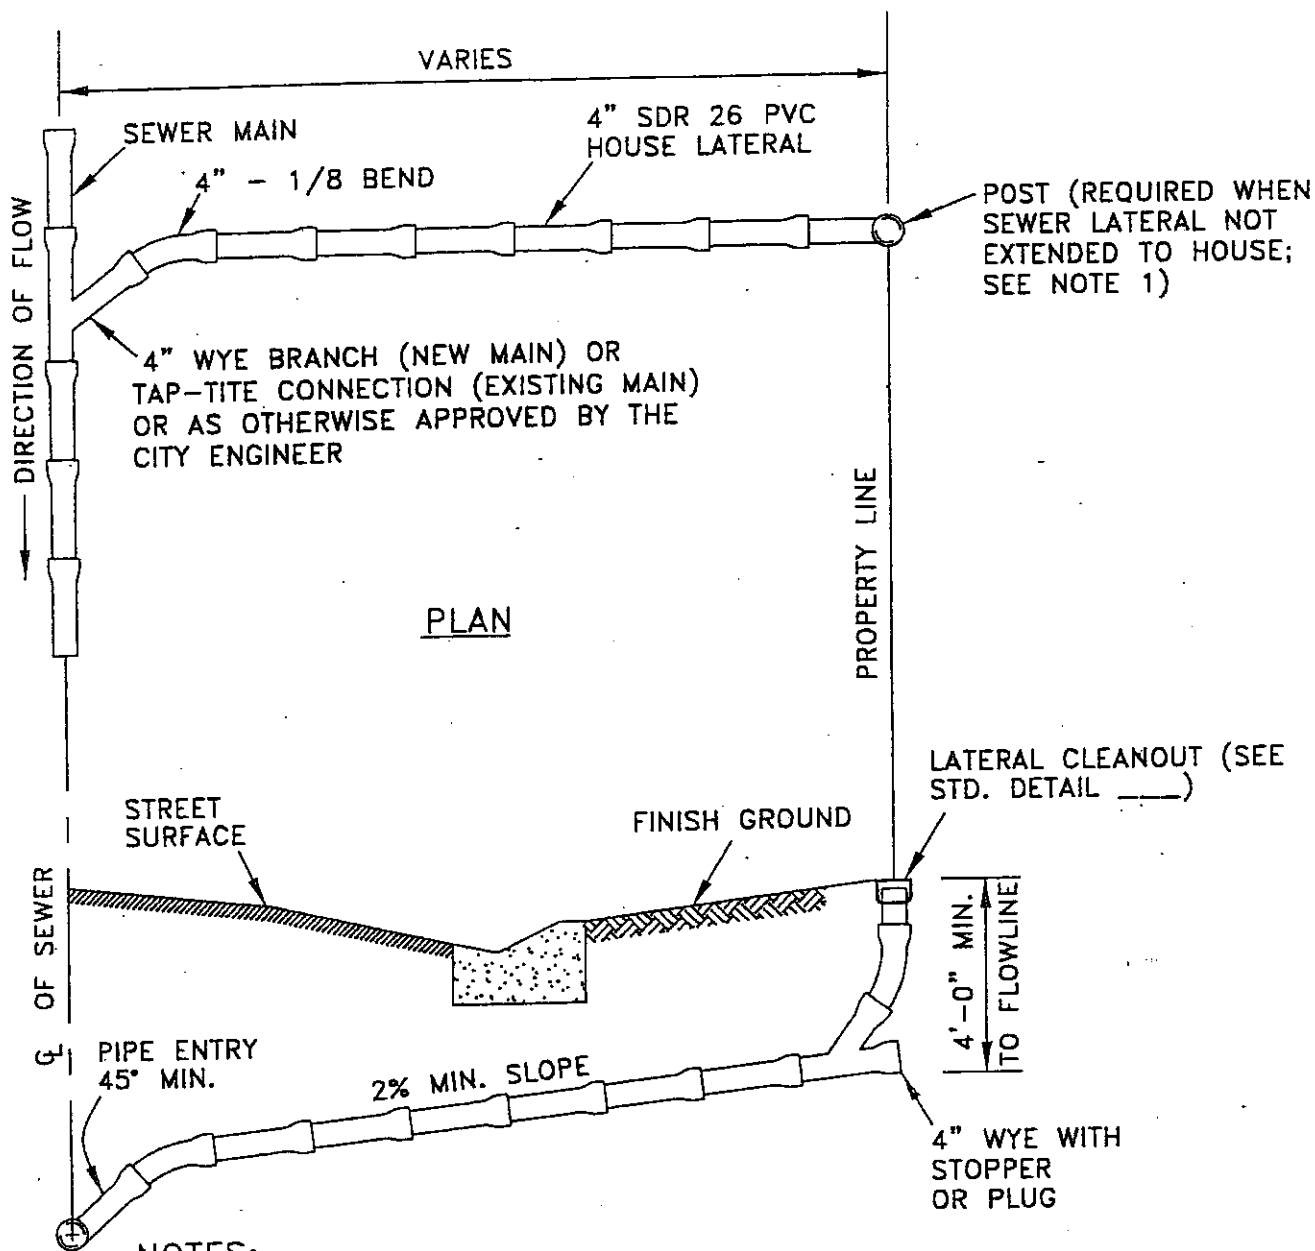 VARIES
SEWER MAIN
4" - 1/8 BEND
4" SDR 26 PVC
HOUSE LATERAL
POST (REQUIRED WHEN
SEWER LATERAL NOT
EXTENDED TO HOUSE;
SEE NOTE 1)
DIRECTION OF FLOW
4" WYE BRANCH (NEW MAIN) OR
TAP-TITE CONNECTION (EXISTING MAIN)
OR AS OTHERWISE APPROVED BY THE
CITY ENGINEER
PROPERTY LINE
PLAN
LATERAL CLEANOUT (SEE
STD. DETAIL ___)
STREET
SURFACE
FINISH GROUND
℄ OF SEWER
4'-0" MIN.
TO FLOWLINE
PIPE ENTRY
45° MIN.
2% MIN. SLOPE
4" WYE WITH
STOPPER
OR PLUG
NOTES: